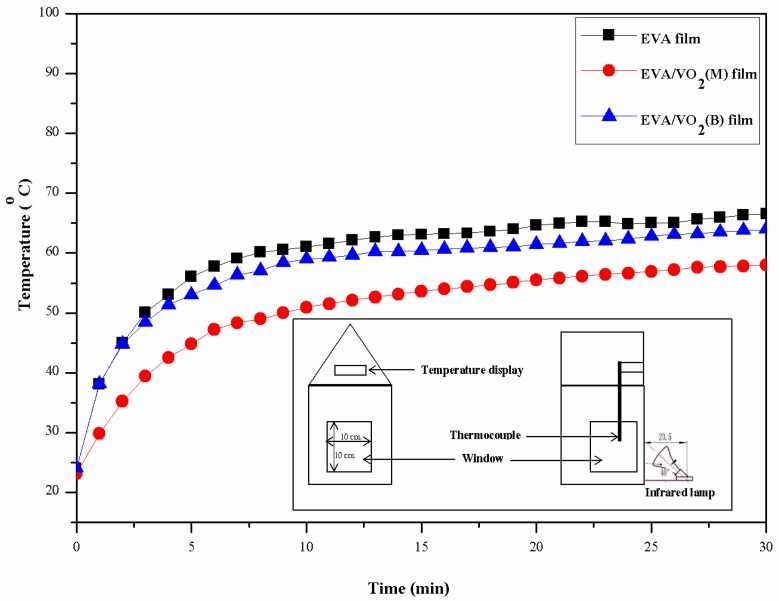 100
90
80
70
60
50
40
30
20
Temperature (°C)
EVA film
EVA/VO2(M) film
EVA/VO2(B) film
Temperature display
10 cm.
10 cm.
Thermocouple
Window
23.5
40°
Infrared lamp
0 5 10 15 20 25 30
Time (min)